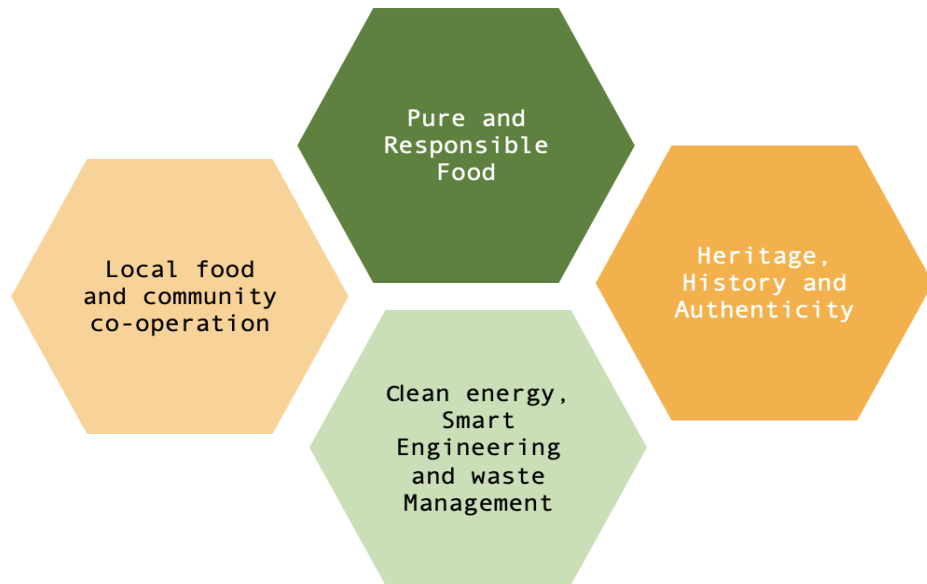 Pure and
Responsible
Food
Local food
and community
co-operation
Heritage,
History and
Authenticity
Clean energy,
Smart
Engineering
and waste
Management